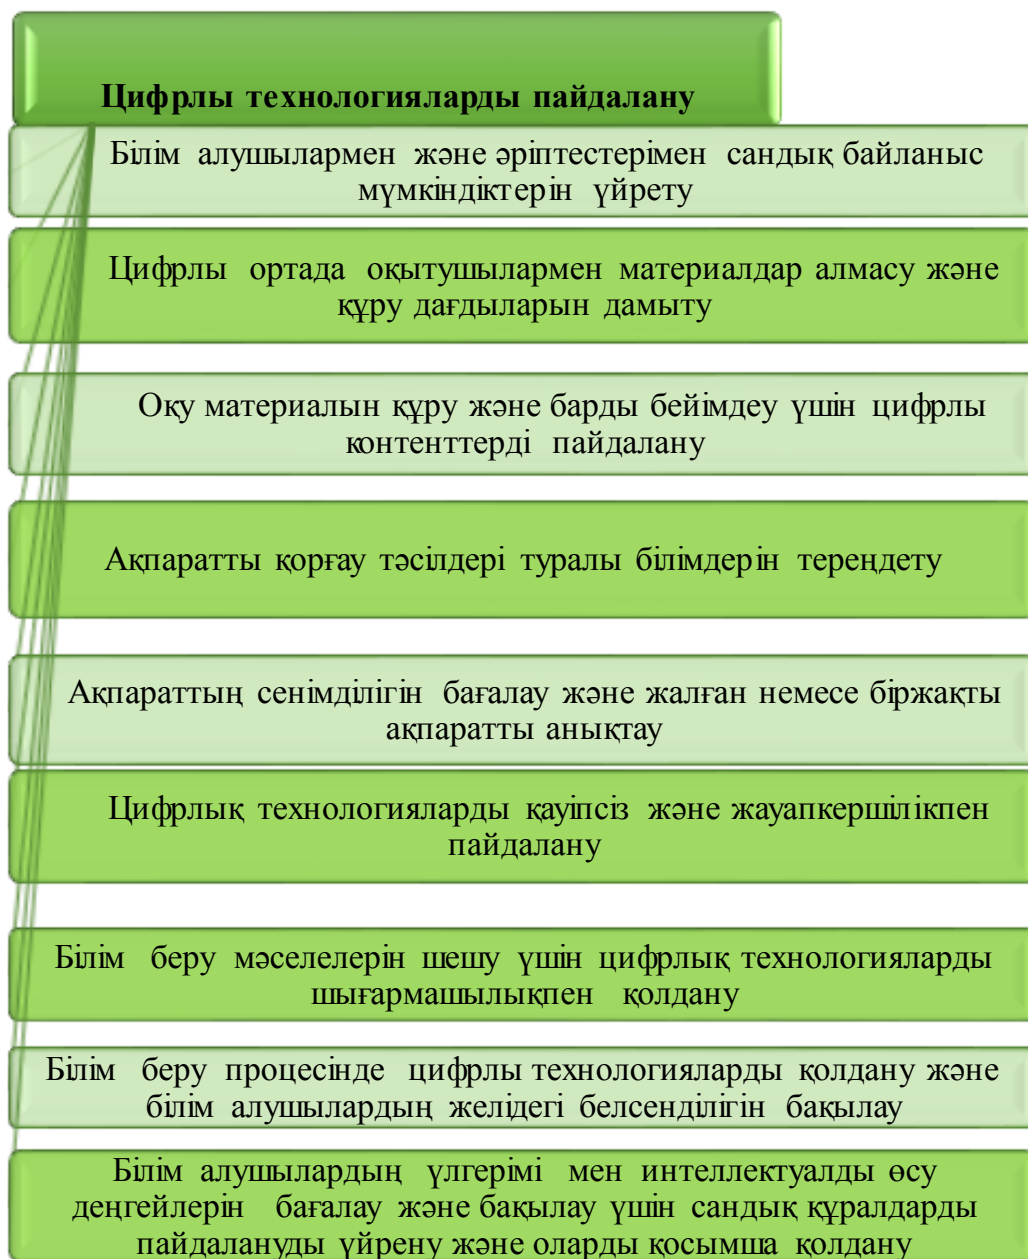 Цифрлы технологияларды пайдалану
Білім алушылармен және әріптестерімен сандық байланыс
мүмкіндіктерін үйрету
Цифрлы ортада оқытушылармен материалдар алмасу және
құру дағдыларын дамыту
Оқу материалын құру және барды бейімдеу үшін цифрлы
контенттерді пайдалану
Ақпаратты қорғау тәсілдері туралы білімдерін тереңдету
Ақпараттың сенімділігін бағалау және жалған немесе біржақты
ақпаратты анықтау
Цифрлық технологияларды қауіпсіз және жауапкершілікпен
пайдалану
Білім беру мәселелерін шешу үшін цифрлық технологияларды
шығармашылықпен қолдану
Білім беру процесінде цифрлы технологияларды қолдану және
білім алушылардың желідегі белсенділігін бақылау
Білім алушылардың үлгерімі мен интеллектуалды өсу
деңгейлерін бағалау және бақылау үшін сандық құралдарды
пайдалануды үйрену және оларды қосымша қолдану